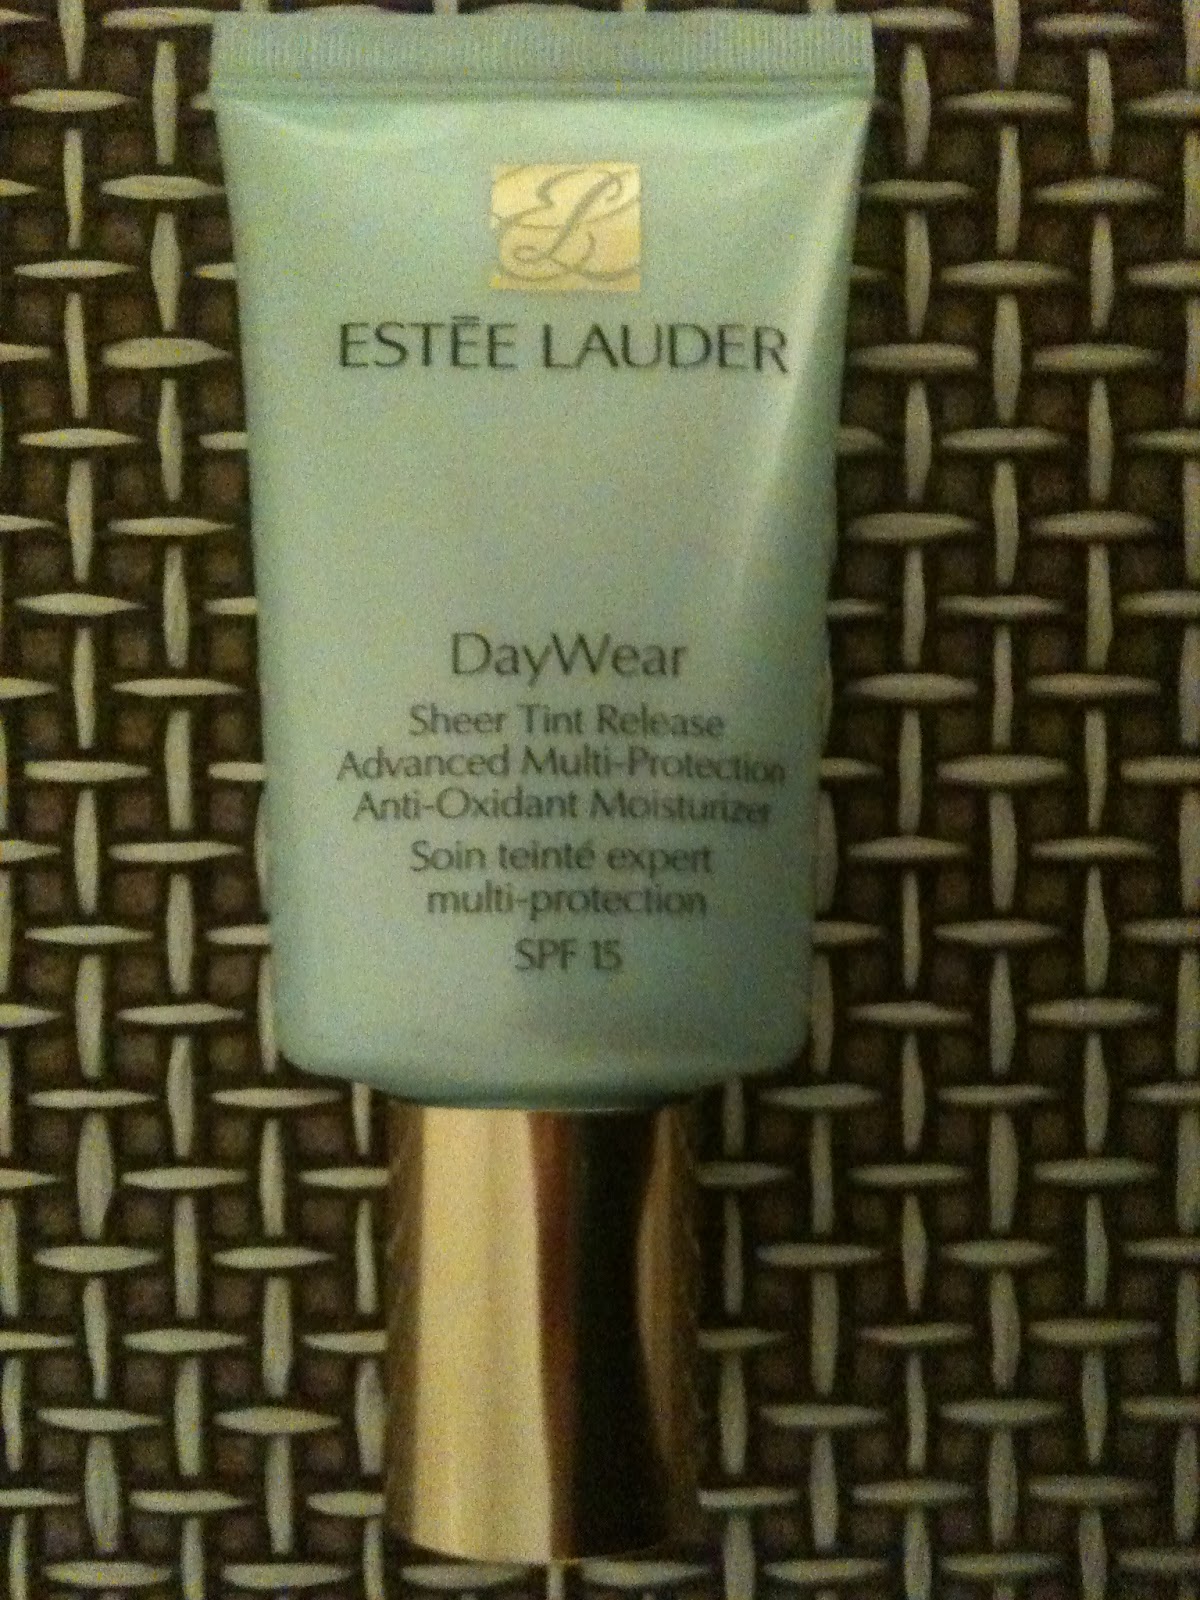 EL
ESTĒE LAUDER
DayWear
Sheer Tint Release
Advanced Multi-Protection
Anti-Oxidant Moisturizer
Soin teinté expert
multi-protection
SPF 15